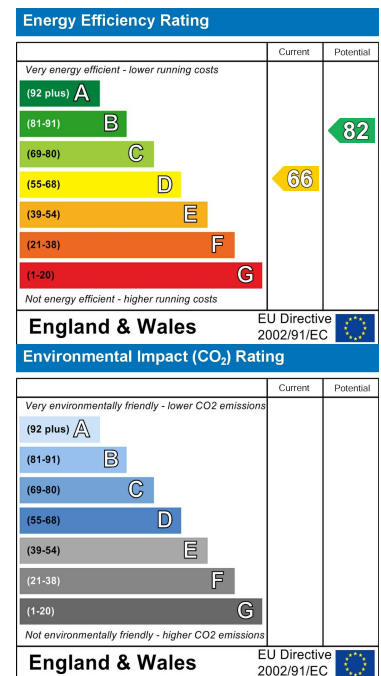 Energy Efficiency Rating
Current Potential
Very energy efficient - lower running costs
(92 plus) A
(81-91) B
82
(69-80) C
(55-68) D
66
(39-54) E
(21-38) F
(1-20) G
Not energy efficient - higher running costs
England & Wales
EU Directive
2002/91/EC
Environmental Impact (CO₂) Rating
Current Potential
Very environmentally friendly - lower CO2 emissions
(92 plus) A
(81-91) B
(69-80) C
(55-68) D
(39-54) E
(21-38) F
(1-20) G
Not environmentally friendly - higher CO2 emissions
England & Wales
EU Directive
2002/91/EC